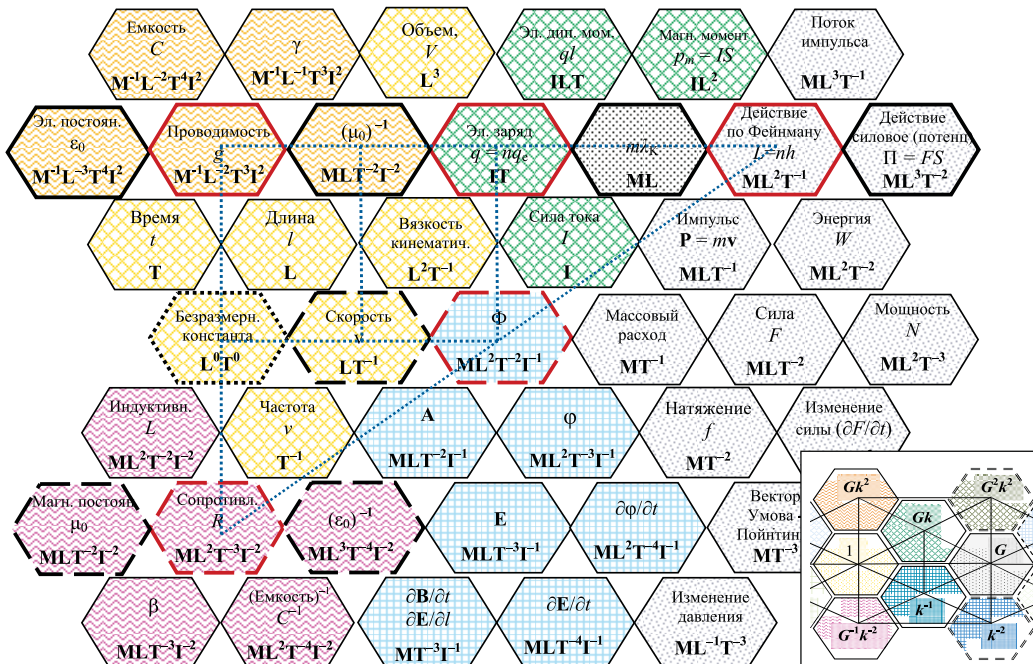 Емкость
C
M⁻¹L⁻²T⁴I²
γ
M⁻¹L⁻¹T³I²
Объем,
V
L³
Эл. дип. мом.
ql
ILT
Магн. момент
pₘ = IS
IL²
Поток
импульса
ML³T⁻¹
Эл. постоян.
ε₀
M⁻¹L⁻³T⁴I²
Проводимость
g
M⁻¹L⁻²T³I²
(μ₀)⁻¹
MLT⁻²I⁻²
Эл. заряд
q = nqₑ
IT
ML
Действие
по Фейнману
L=nh
ML²T⁻¹
Действие
силовое (потенц)
Π = FS
ML³T⁻²
Время
t
T
Длина
l
L
Вязкость
кинематич.
L²T⁻¹
Сила тока
I
I
Импульс
P = mv
MLT⁻¹
Энергия
W
ML²T⁻²
Безразмерн.
константа
L⁰T⁰
Скорость
v
LT⁻¹
Φ
ML²T⁻²I⁻¹
Массовый
расход
MT⁻¹
Сила
F
MLT⁻²
Мощность
N
ML²T⁻³
Индуктивн.
L
ML²T⁻²I⁻²
Частота
ν
T⁻¹
A
MLT⁻²I⁻¹
φ
ML²T⁻³I⁻¹
Натяжение
f
MT⁻²
Изменение
силы (∂F/∂t)
Магн. постоян.
μ₀
MLT⁻²I⁻²
Сопротивл.
R
ML²T⁻³I⁻²
(ε₀)⁻¹
ML³T⁻⁴I⁻²
E
MLT⁻³I⁻¹
∂φ/∂t
ML²T⁻⁴I⁻¹
Вектор
Умова
Пойнтин
MT⁻³
β
MLT⁻³I⁻²
(Емкость)⁻¹
C⁻¹
ML²T⁻⁴I⁻²
∂B/∂t
∂E/∂l
MT⁻³I⁻¹
∂E/∂t
MLT⁻⁴I⁻¹
Изменение
давления
ML⁻¹T⁻³
Gk²
G²k²
Gk
1
G
k⁻¹
G⁻¹k⁻²
k⁻²